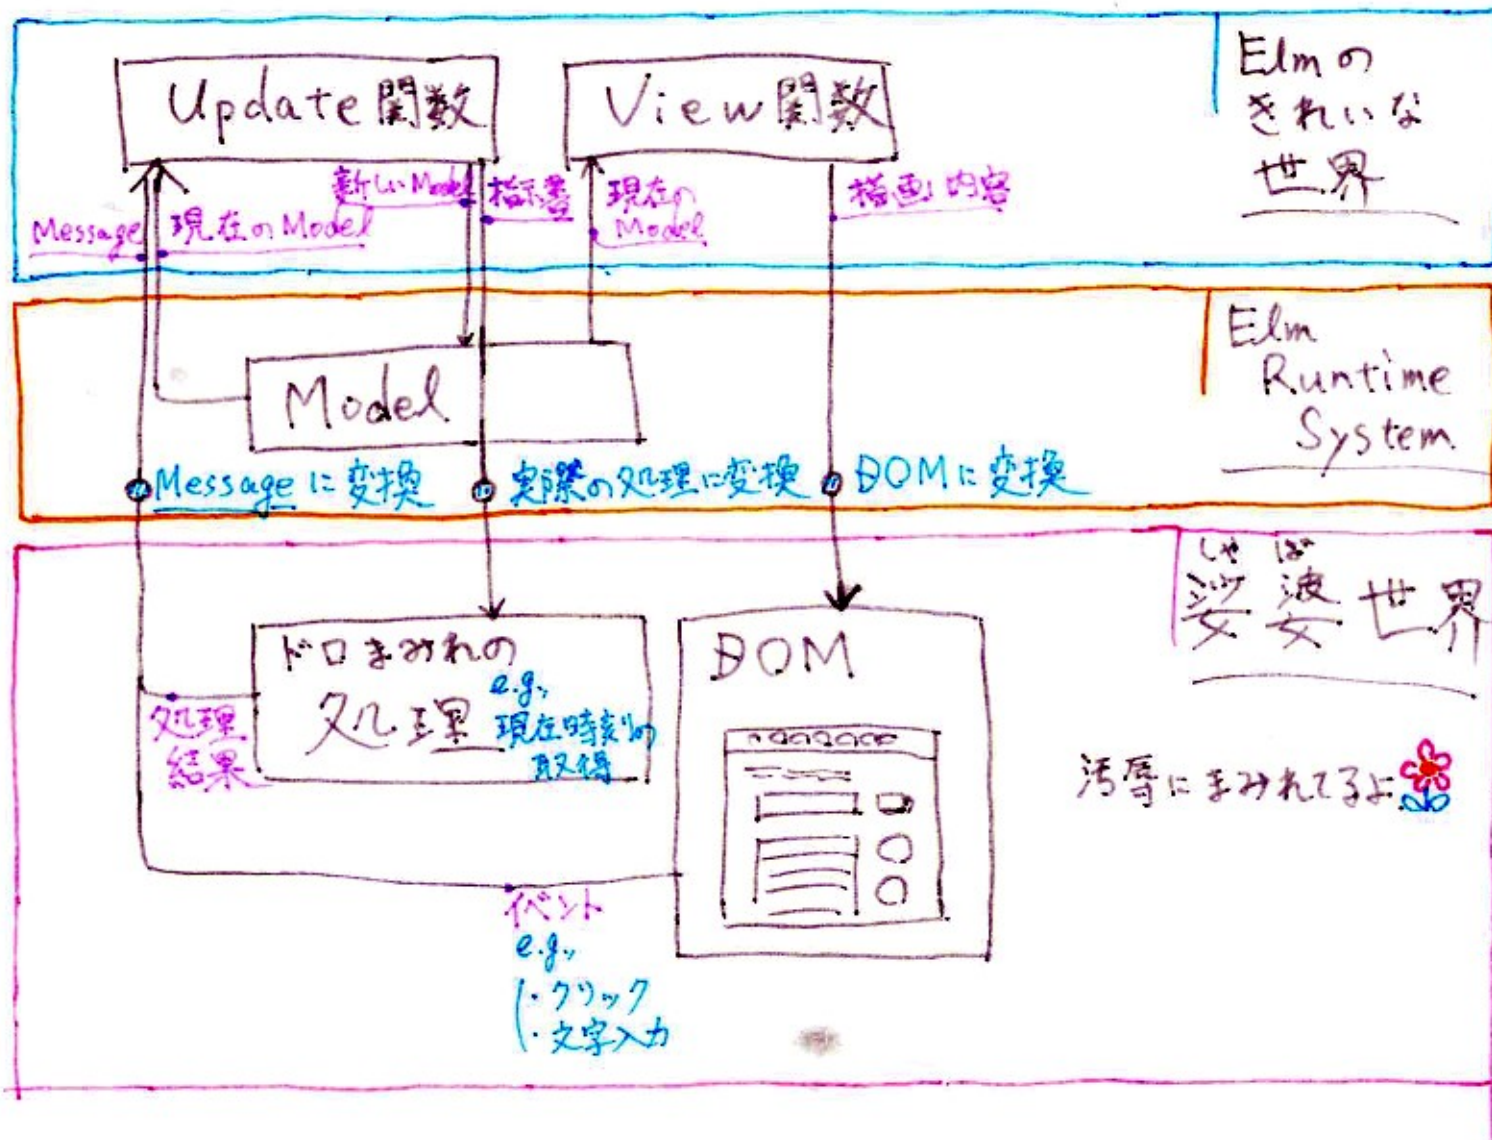 Update関数
View関数
Elmの
きれいな
世界
Message
現在のModel
新しいModel
指示書
現在の
Model
描画内容
Elm
Runtime
System
Model
Messageに変換
実際の処理に変換
DOMに変換
しゃば
娑婆世界
ドロまみれの
処理
e.g.,
現在時刻の
取得
処理
結果
DOM
汚辱にまみれてるよ
イベント
e.g.,
・クリック
・文字入力